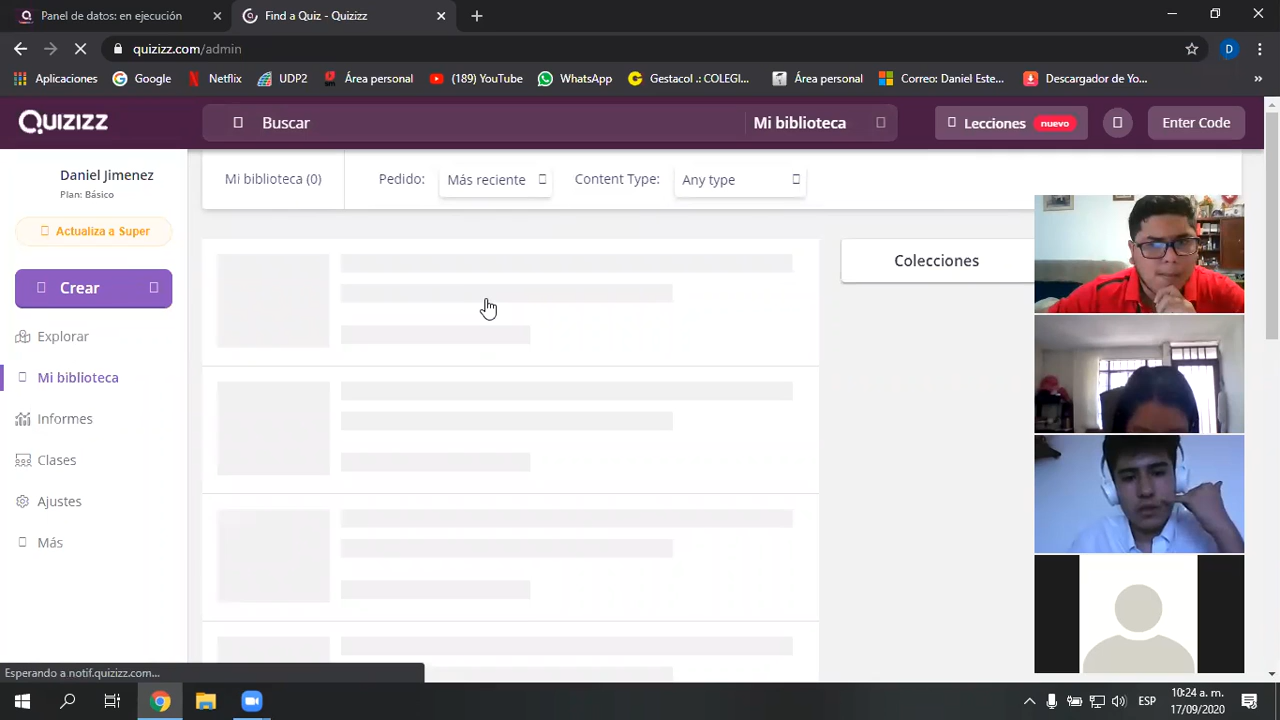 Panel de datos: en ejecución
Find a Quiz - Quizizz
quizizz.com/admin
D
Aplicaciones
Google
Netflix
UDP2
Área personal
(189) YouTube
WhatsApp
Gestacol .: COLEGI...
Área personal
Correo: Daniel Este...
Descargador de Yo...
»
Quizizz
Buscar
Mi biblioteca
Lecciones nuevo
Enter Code
Daniel Jimenez
Plan: Básico
Actualiza a Super
Crear
Explorar
Mi biblioteca
Informes
Clases
Ajustes
Más
Mi biblioteca (0)
Pedido:
Más reciente
Content Type:
Any type
Colecciones
Esperando a notif.quizizz.com...
ESP
10:24 a. m.
17/09/2020